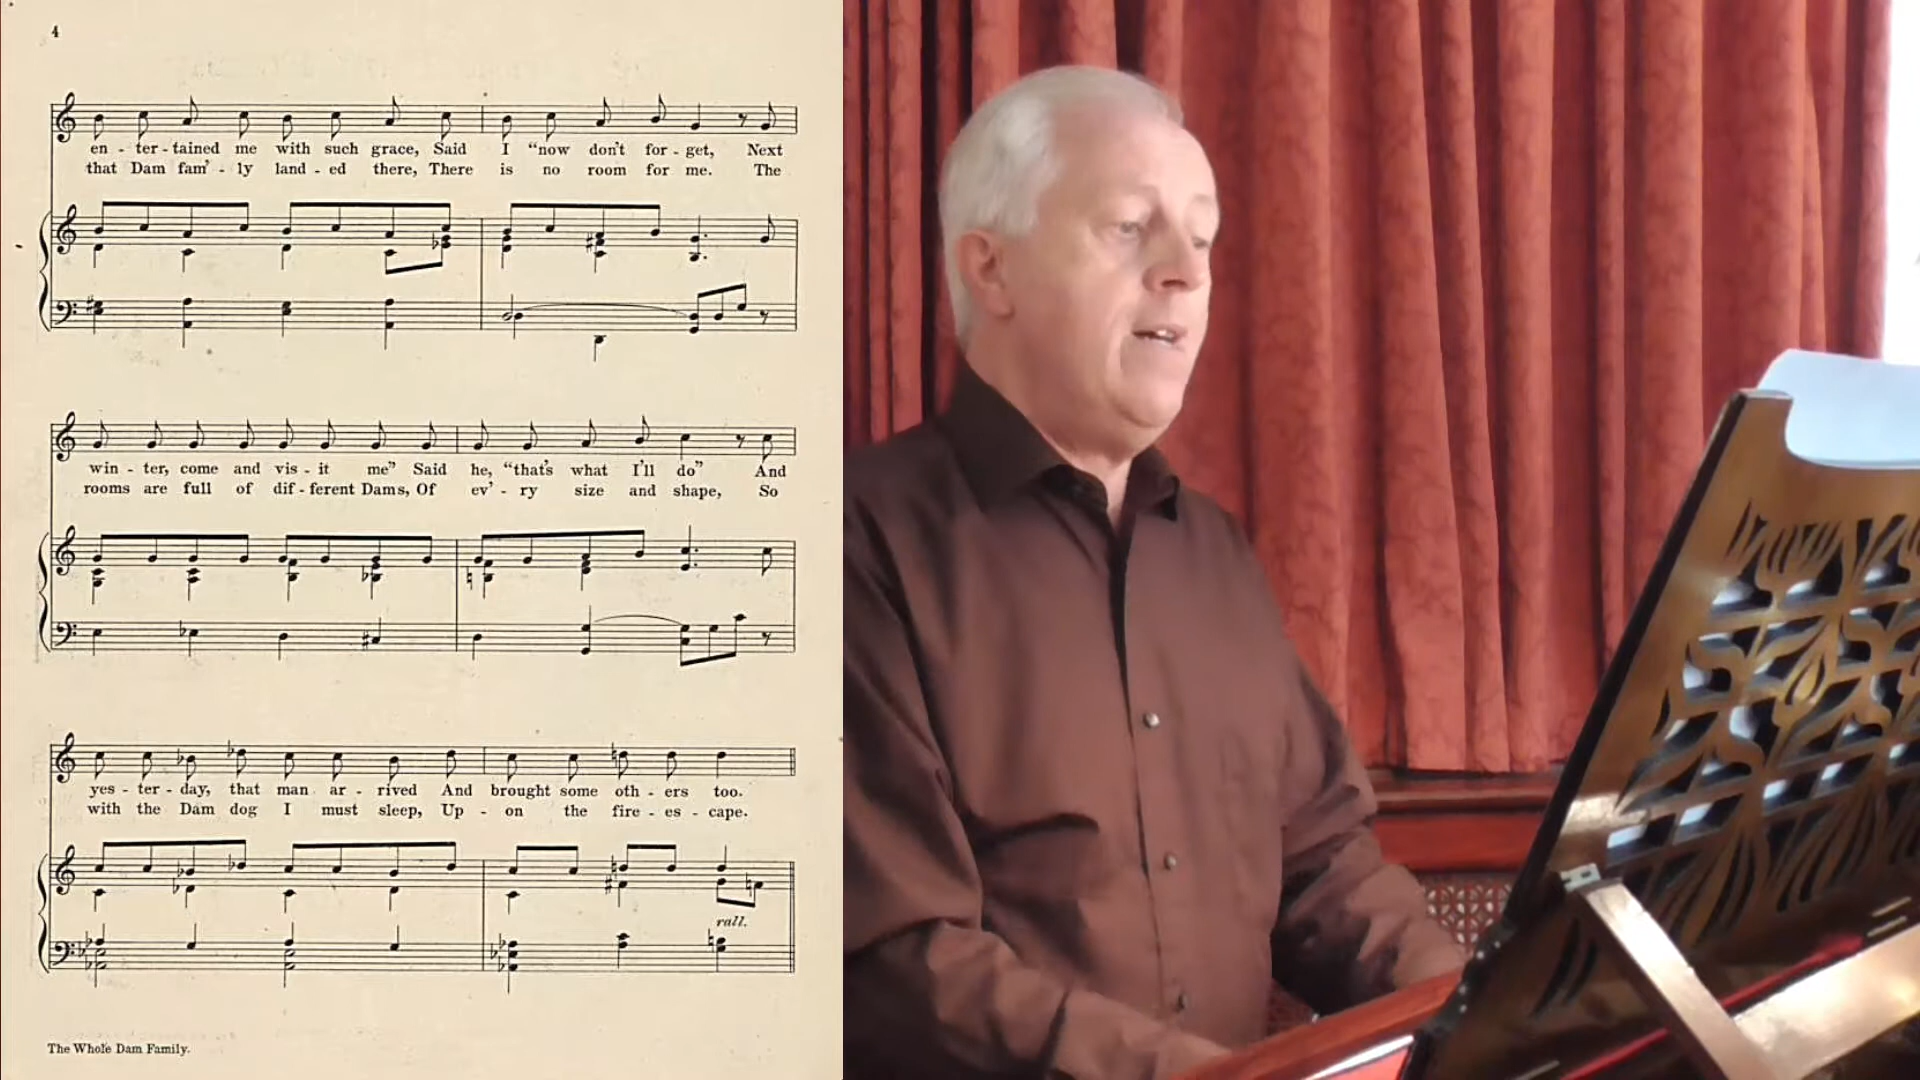 4
en - ter - tained me with such grace, Said I “now don't for - get, Next
that Dam fam' - ly land - ed there, There is no room for me. The
win - ter, come and vis - it me” Said he, “that's what I'll do” And
rooms are full of dif - ferent Dams, Of ev' - ry size and shape, So
yes - ter - day, that man ar - rived And brought some oth - ers too.
with the Dam dog I must sleep, Up - on the fire - es - cape.
rall.
The Whole Dam Family.